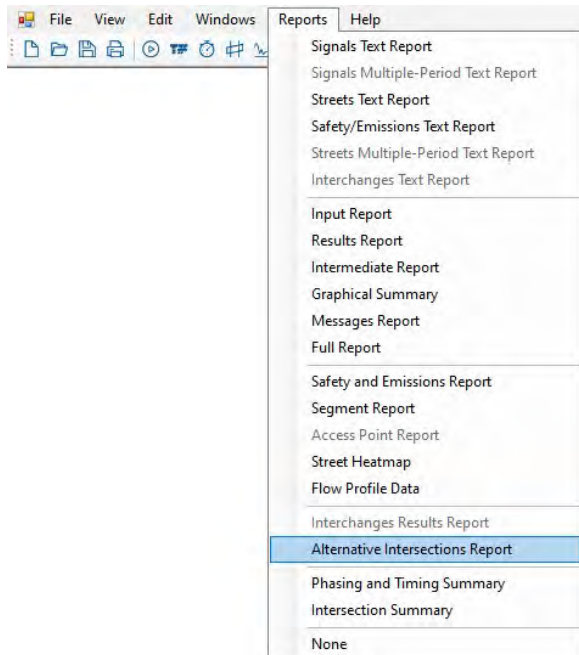 File View Edit Windows Reports Help
Signals Text Report
Signals Multiple-Period Text Report
Streets Text Report
Safety/Emissions Text Report
Streets Multiple-Period Text Report
Interchanges Text Report
Input Report
Results Report
Intermediate Report
Graphical Summary
Messages Report
Full Report
Safety and Emissions Report
Segment Report
Access Point Report
Street Heatmap
Flow Profile Data
Interchanges Results Report
Alternative Intersections Report
Phasing and Timing Summary
Intersection Summary
None